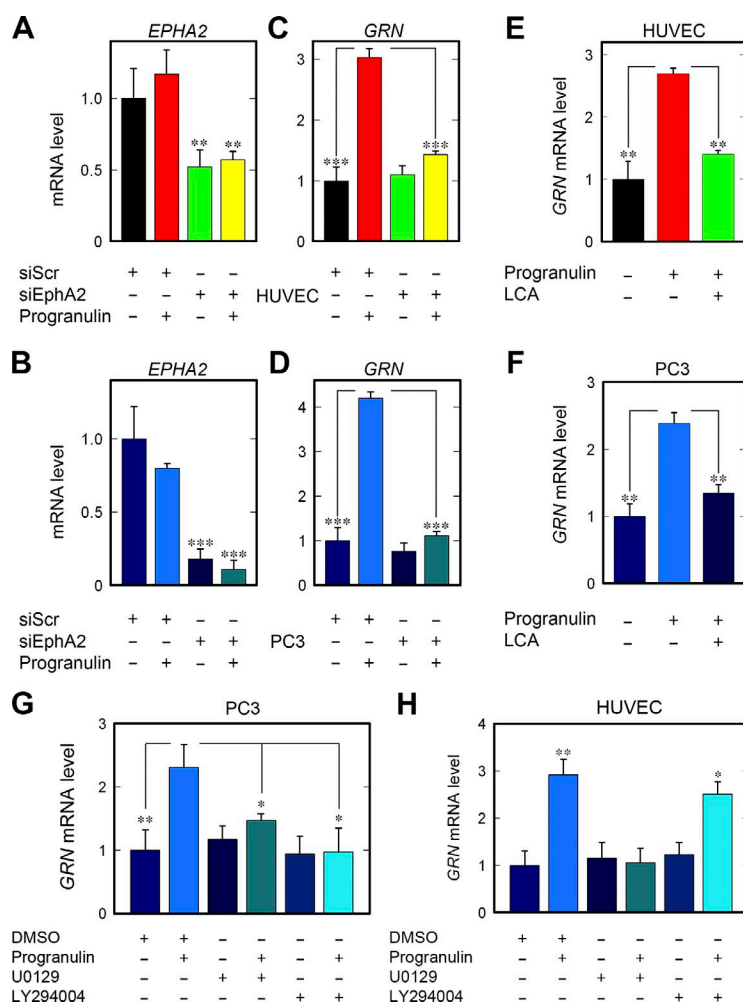 A
EPHA2
mRNA level
1.0
0.5
0
**
**
siScr + + – –
siEphA2 – – + +
Progranulin – + – +
C
GRN
3
2
1
0
***
***
+ + – –
HUVEC – – + +
– + – +
E
HUVEC
GRN mRNA level
3
2
1
0
**
**
Progranulin – + +
LCA – – +
B
EPHA2
mRNA level
1.0
0.5
0
***
***
siScr + + – –
siEphA2 – – + +
Progranulin – + – +
D
GRN
4
3
2
1
0
***
***
+ + – –
PC3 – – + +
– + – +
F
PC3
GRN mRNA level
3
2
1
0
**
**
Progranulin – + +
LCA – – +
G
PC3
GRN mRNA level
3
2
1
0
**
*
*
DMSO + + – – – –
Progranulin – + – + – +
U0129 – – + + – –
LY294004 – – – – + +
H
HUVEC
GRN mRNA level
4
3
2
1
0
**
*
DMSO + + – – – –
Progranulin – + – + – +
U0129 – – + + – –
LY294004 – – – – + +